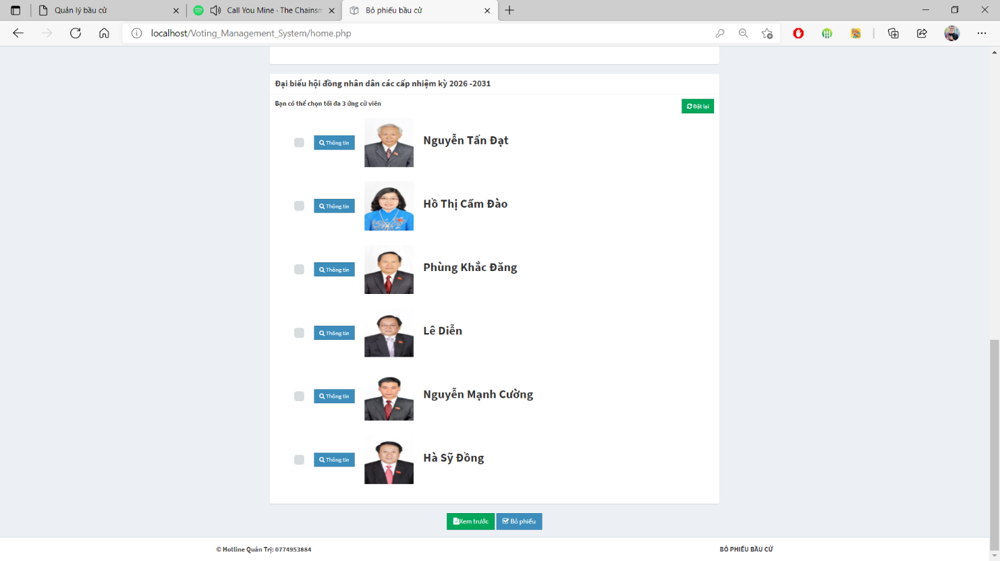 Quản lý bầu cử
Call You Mine - The Chainsm
Bỏ phiếu bầu cử
localhost/Voting_Management_System/home.php
Đại biểu hội đồng nhân dân các cấp nhiệm kỳ 2026 -2031
Bạn có thể chọn tối đa 3 ứng cử viên
Đặt lại
Thông tin
Nguyễn Tấn Đạt
Thông tin
Hồ Thị Cẩm Đào
Thông tin
Phùng Khắc Đăng
Thông tin
Lê Diễn
Thông tin
Nguyễn Mạnh Cường
Thông tin
Hà Sỹ Đồng
Xem trước
Bỏ phiếu
© Hotline Quản Trị: 0774953884
BỎ PHIẾU BẦU CỬ